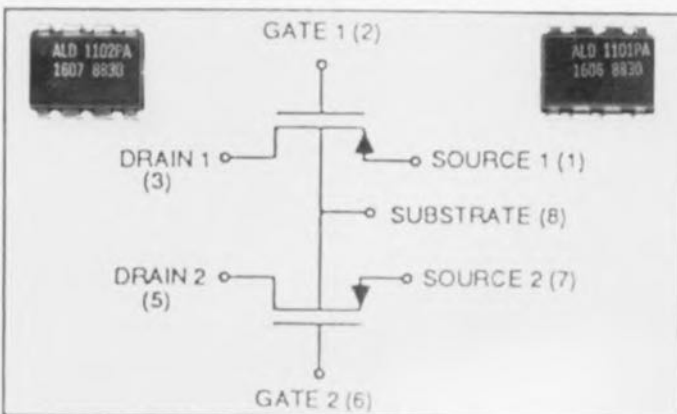 ALD 1102PA
1607 8830
GATE 1 (2)
ALD 1101PA
1606 8830
DRAIN 1
(3)
SOURCE 1 (1)
SUBSTRATE (8)
DRAIN 2
(5)
SOURCE 2 (7)
GATE 2 (6)